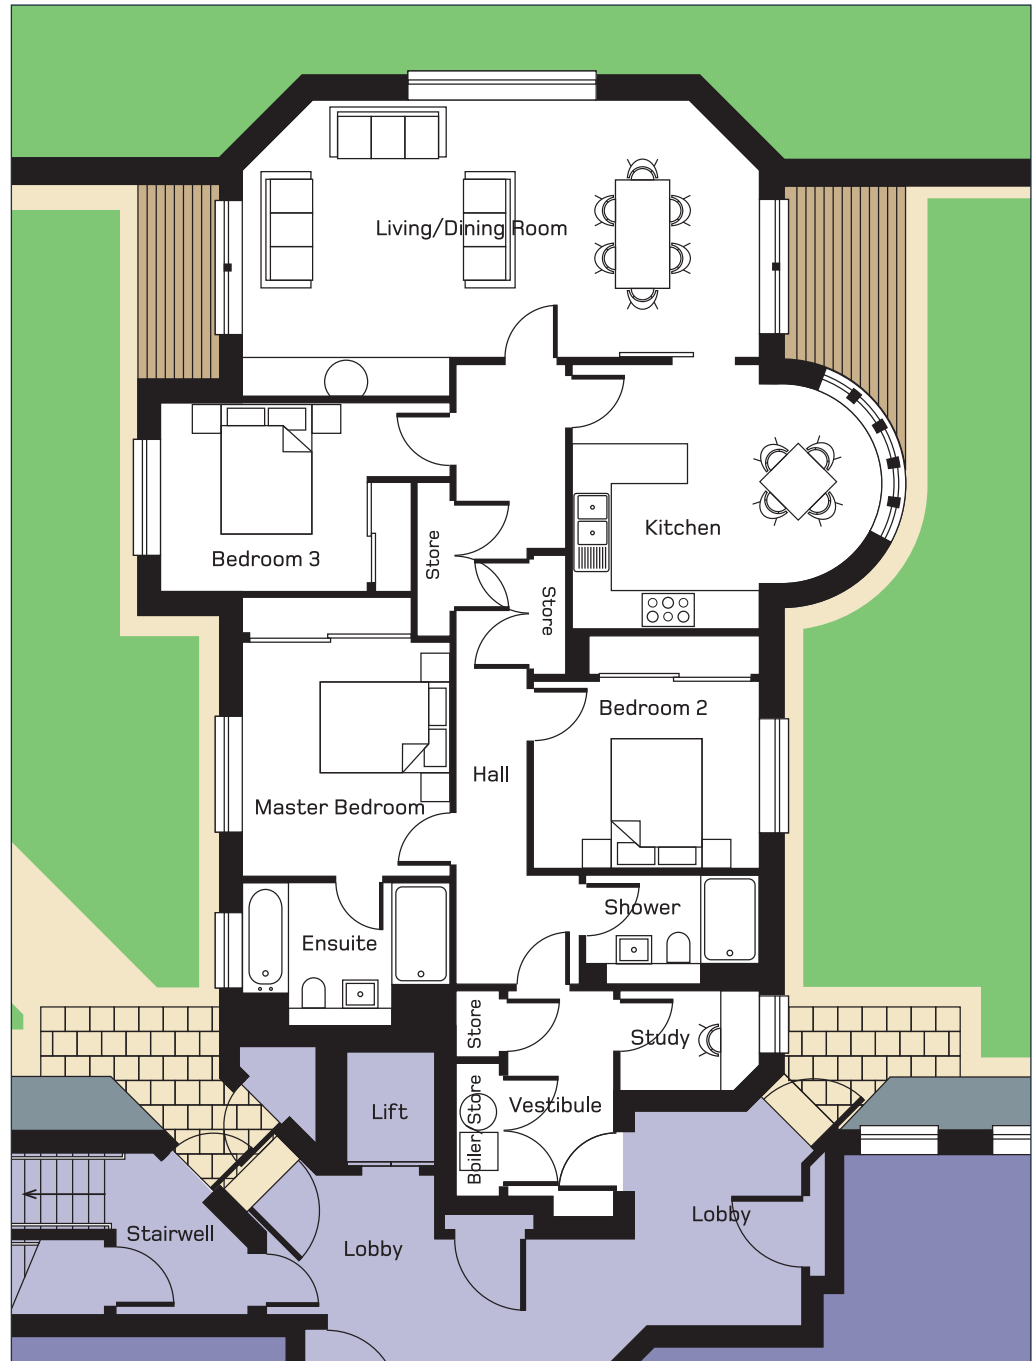 Living/Dining Room
Kitchen
Bedroom 3
Store
Store
Bedroom 2
Hall
Master Bedroom
Shower
Ensuite
Store
Study
Boiler/Store
Vestibule
Lift
Lobby
Stairwell
Lobby